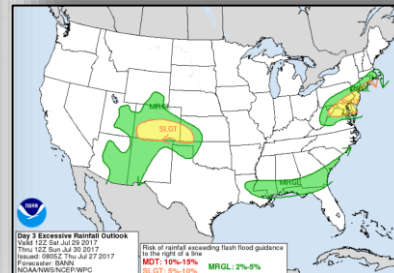 MRGL
SLGT
SLGT
MRGL
NOAA
Day 3 Excessive Rainfall Outlook
Valid 12Z Sat Jul 29 2017
Thru 12Z Sun Jul 30 2017
Issued: 0805Z Thu Jul 27 2017
Forecaster: BANN
NOAA/NWS/NCEP/WPC
Risk of rainfall exceeding flash flood guidance
to the right of a line
MDT: 10%-15%
SLGT: 5%-10%
MRGL: 2%-5%